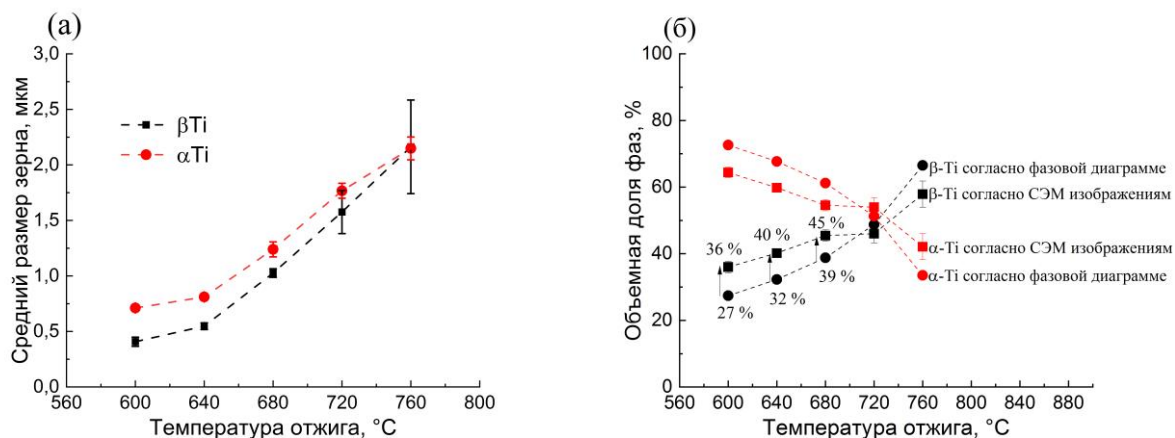 (а)
Средний размер зерна, мкм
3,0
2,5
2,0
1,5
1,0
0,5
0,0
βTi
αTi
560 600 640 680 720 760 800
Температура отжига, °C
(б)
Объемная доля фаз, %
100
80
60
40
20
0
36 %
40 %
45 %
27 %
32 %
39 %
β-Ti согласно фазовой диаграмме
β-Ti согласно СЭМ изображениям
α-Ti согласно СЭМ изображениям
α-Ti согласно фазовой диаграмме
560 600 640 680 720 760 800 840 880
Температура отжига, °C